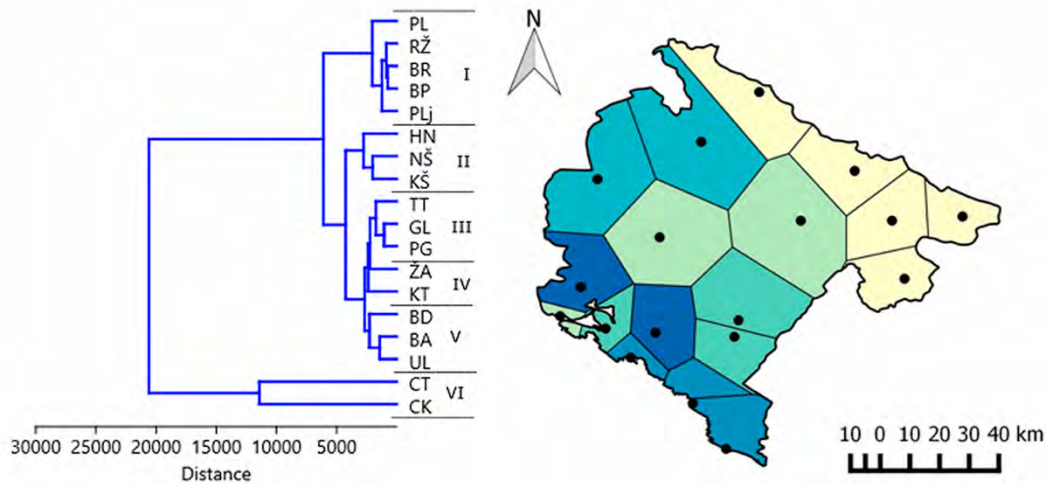 PL
RŽ
BR
BP
PLj
I
HN
NŠ
KŠ
II
TT
GL
PG
III
ŽA
KT
IV
BD
BA
UL
V
CT
CK
VI
30000 25000 20000 15000 10000 5000
Distance
N
10 0 10 20 30 40 km